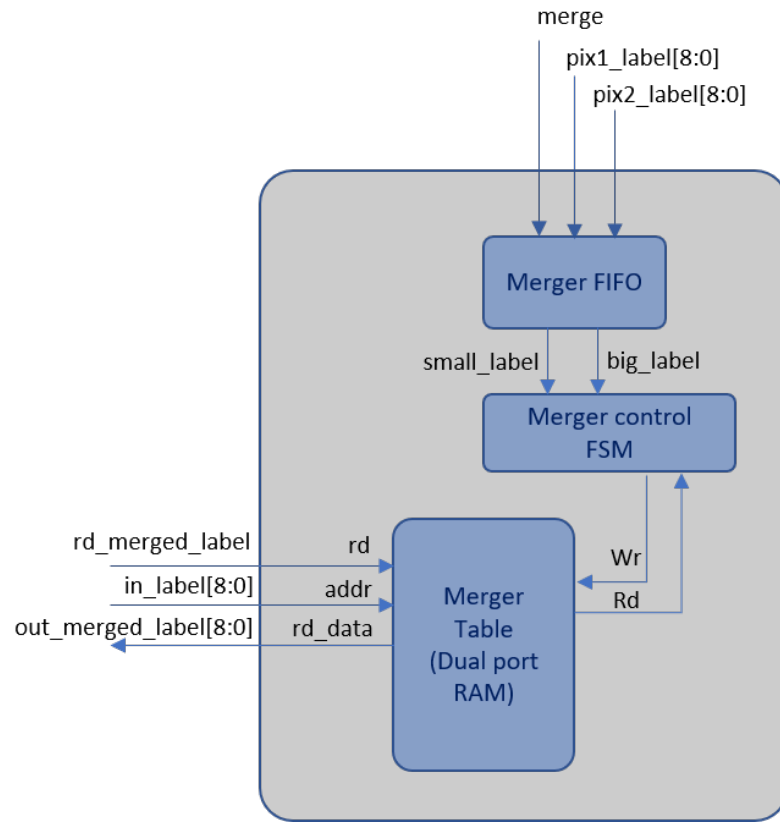 merge
pix1_label[8:0]
pix2_label[8:0]
Merger FIFO
small_label
big_label
Merger control
FSM
rd_merged_label
rd
in_label[8:0]
addr
out_merged_label[8:0]
rd_data
Merger
Table
(Dual port
RAM)
Wr
Rd